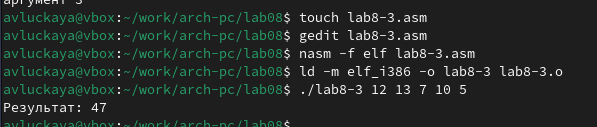 аргумент 3
avluckaya@vbox:~/work/arch-pc/lab08$ touch lab8-3.asm
avluckaya@vbox:~/work/arch-pc/lab08$ gedit lab8-3.asm
avluckaya@vbox:~/work/arch-pc/lab08$ nasm -f elf lab8-3.asm
avluckaya@vbox:~/work/arch-pc/lab08$ ld -m elf_i386 -o lab8-3 lab8-3.o
avluckaya@vbox:~/work/arch-pc/lab08$ ./lab8-3 12 13 7 10 5
Результат: 47
avluckaya@vbox:~/work/arch-pc/lab08$